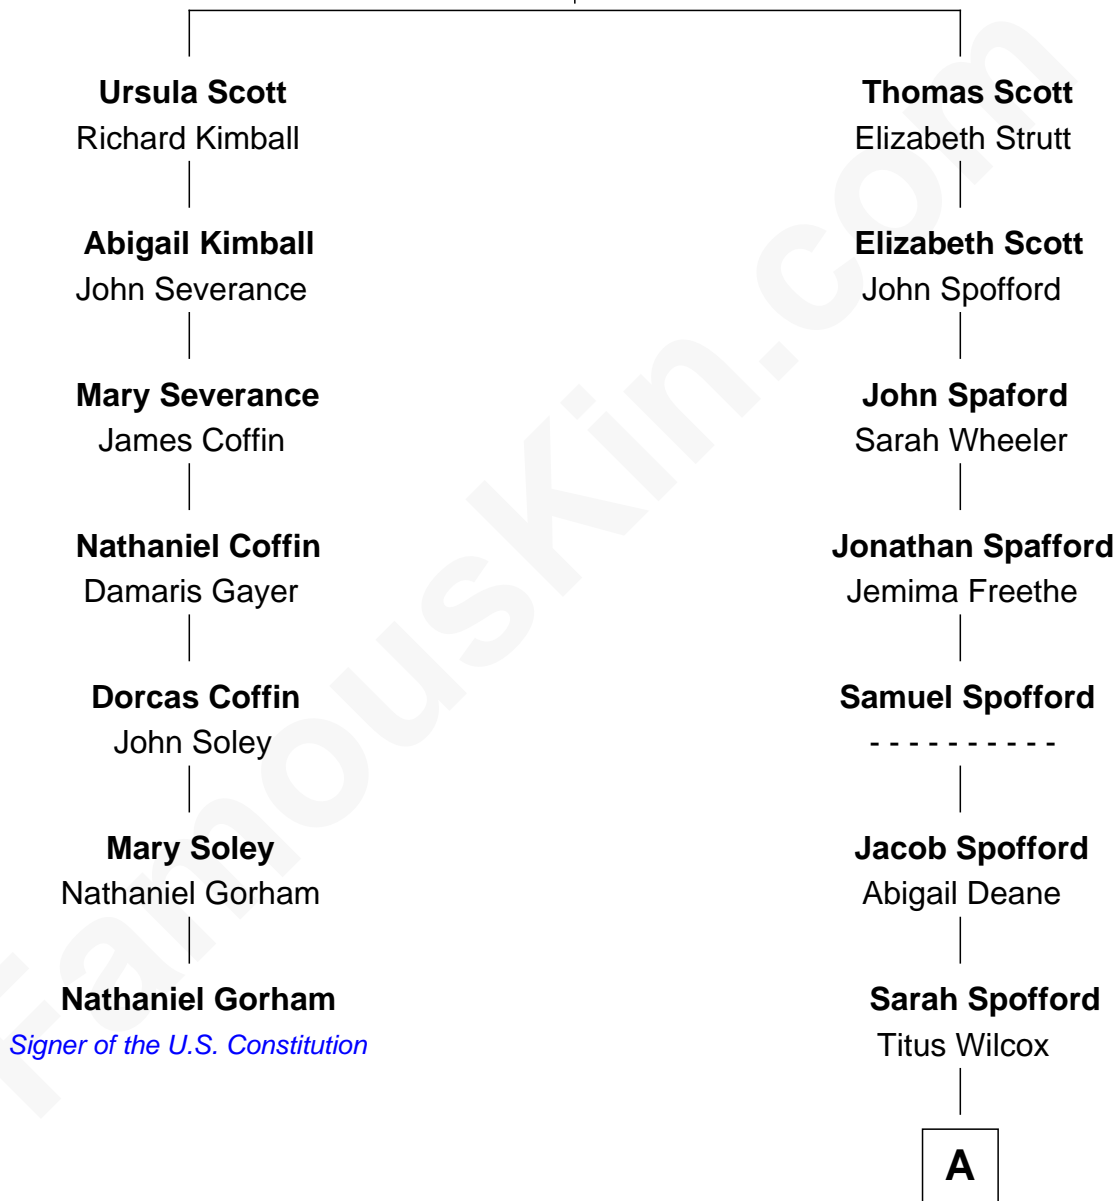 Ursula Scott
Richard Kimball
Thomas Scott
Elizabeth Strutt
Abigail Kimball
John Severance
Elizabeth Scott
John Spofford
Mary Severance
James Coffin
John Spaford
Sarah Wheeler
Nathaniel Coffin
Damaris Gayer
Jonathan Spafford
Jemima Freethe
Dorcas Coffin
John Soley
Samuel Spofford
- - - - - - - - - -
Mary Soley
Nathaniel Gorham
Jacob Spofford
Abigail Deane
Nathaniel Gorham
Signer of the U.S. Constitution
Sarah Spofford
Titus Wilcox
A
FamousKin.com